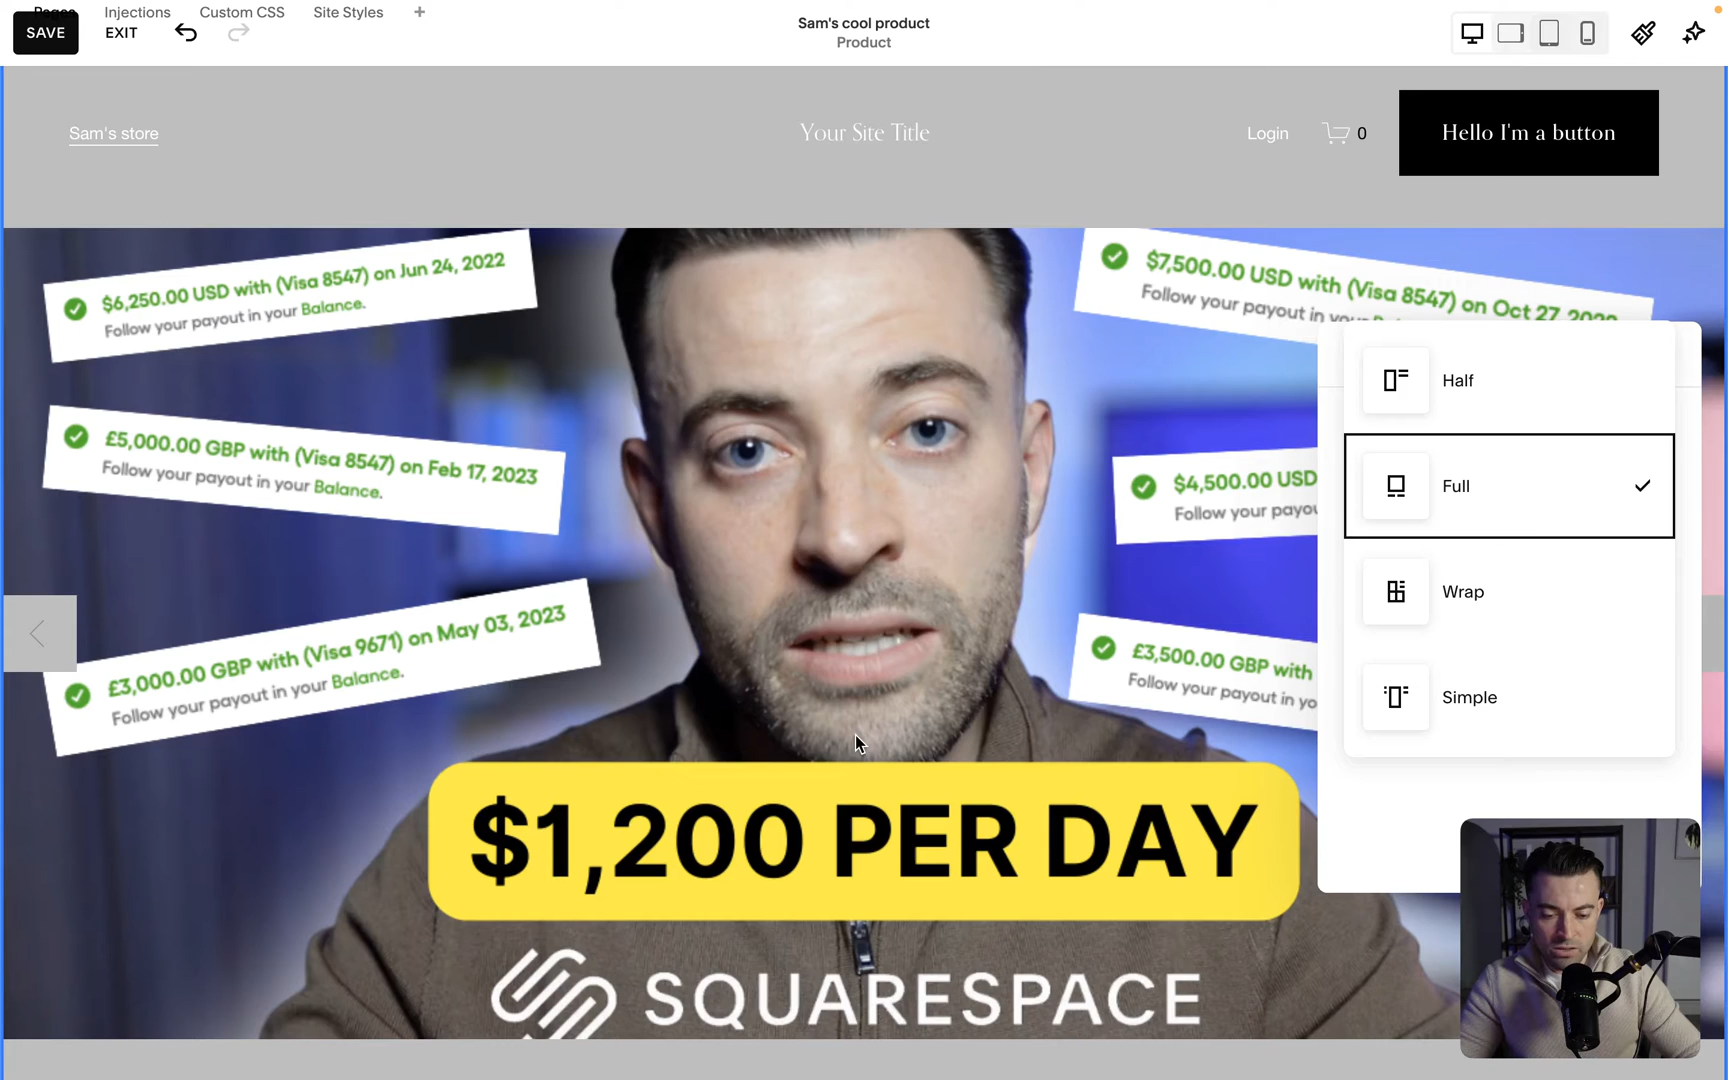 Pages
Injections
Custom CSS
Site Styles
+
SAVE
EXIT
Sam's cool product
Product
Sam's store
Your Site Title
Login
0
Hello I'm a button
$6,250.00 USD with (Visa 8547) on Jun 24, 2022
Follow your payout in your Balance.
$7,500.00 USD with (Visa 8547) on Oct 27, 2022
Follow your payout in your
£5,000.00 GBP with (Visa 8547) on Feb 17, 2023
Follow your payout in your Balance.
$4,500.00 USD
Follow your
£3,000.00 GBP with (Visa 9671) on May 03, 2023
Follow your payout in your Balance.
£3,500.00 GBP with
Follow your payout in
Half
Full
Wrap
Simple
$1,200 PER DAY
SQUARESPACE